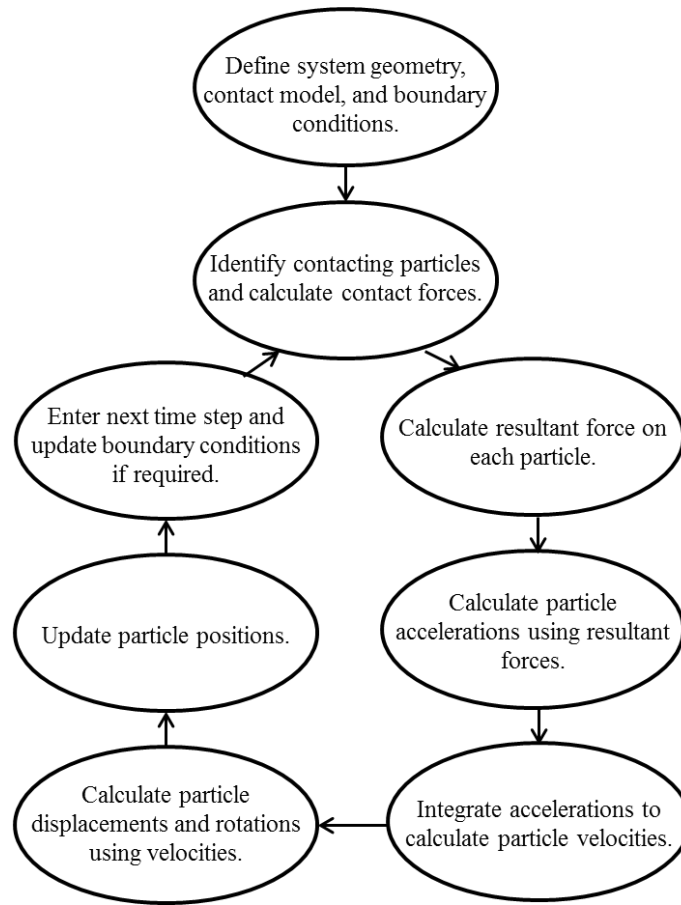 Define system geometry,
contact model, and boundary
conditions.
Identify contacting particles
and calculate contact forces.
Calculate resultant force on
each particle.
Calculate particle
accelerations using resultant
forces.
Integrate accelerations to
calculate particle velocities.
Calculate particle
displacements and rotations
using velocities.
Update particle positions.
Enter next time step and
update boundary conditions
if required.